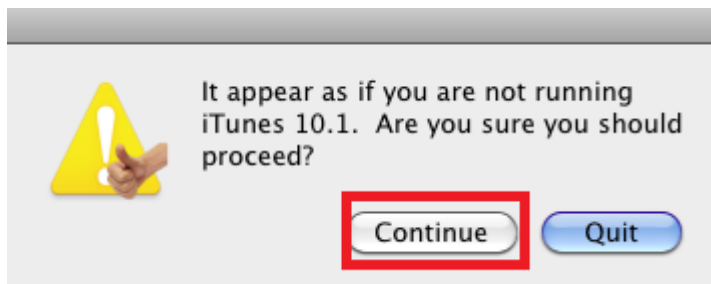 It appear as if you are not running
iTunes 10.1.  Are you sure you should
proceed?
Continue
Quit